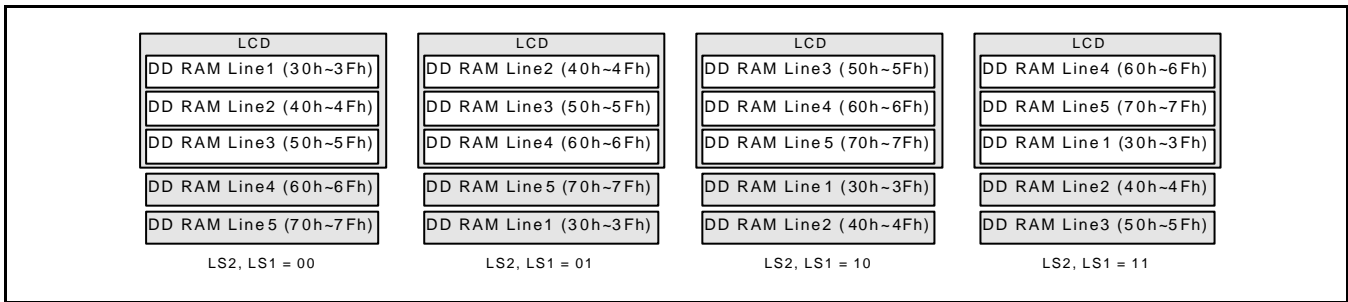 LCD
DD RAM Line1 (30h~3Fh)
DD RAM Line2 (40h~4Fh)
DD RAM Line3 (50h~5Fh)
DD RAM Line4 (60h~6Fh)
DD RAM Line5 (70h~7Fh)
LS2, LS1 = 00
LCD
DD RAM Line2 (40h~4Fh)
DD RAM Line3 (50h~5Fh)
DD RAM Line4 (60h~6Fh)
DD RAM Line5 (70h~7Fh)
DD RAM Line1 (30h~3Fh)
LS2, LS1 = 01
LCD
DD RAM Line3 (50h~5Fh)
DD RAM Line4 (60h~6Fh)
DD RAM Line5 (70h~7Fh)
DD RAM Line1 (30h~3Fh)
DD RAM Line2 (40h~4Fh)
LS2, LS1 = 10
LCD
DD RAM Line4 (60h~6Fh)
DD RAM Line5 (70h~7Fh)
DD RAM Line1 (30h~3Fh)
DD RAM Line2 (40h~4Fh)
DD RAM Line3 (50h~5Fh)
LS2, LS1 = 11